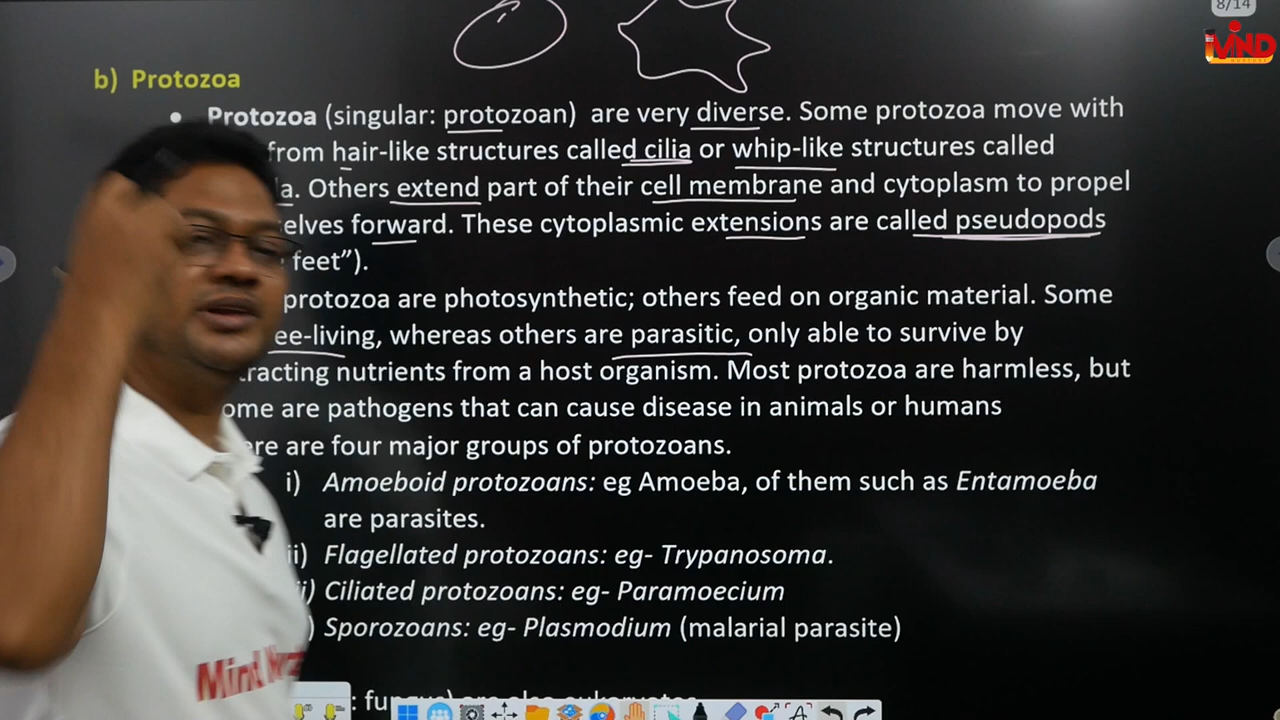 8/14
MIND
b) Protozoa
• Protozoa (singular: protozoan) are very diverse. Some protozoa move with
from hair-like structures called cilia or whip-like structures called
Others extend part of their cell membrane and cytoplasm to propel
forward. These cytoplasmic extensions are called pseudopods
feet”).
protozoa are photosynthetic; others feed on organic material. Some
ee-living, whereas others are parasitic, only able to survive by
tracting nutrients from a host organism. Most protozoa are harmless, but
ome are pathogens that can cause disease in animals or humans
ere are four major groups of protozoans.
i) Amoeboid protozoans: eg Amoeba, of them such as Entamoeba
are parasites.
ii) Flagellated protozoans: eg- Trypanosoma.
Ciliated protozoans: eg- Paramoecium
Sporozoans: eg- Plasmodium (malarial parasite)
Mind
are also eukaryotes